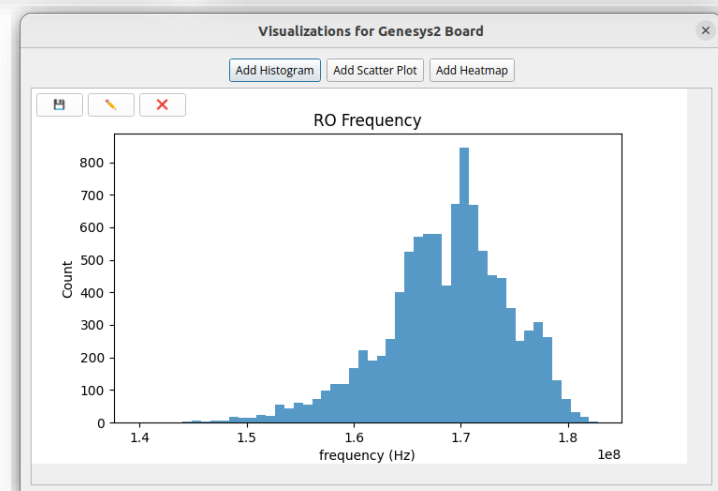 Visualizations for Genesys2 Board
Add Histogram Add Scatter Plot Add Heatmap
RO Frequency
800
700
600
500
400
300
200
100
0
Count
1.4 1.5 1.6 1.7 1.8
1e8
frequency (Hz)